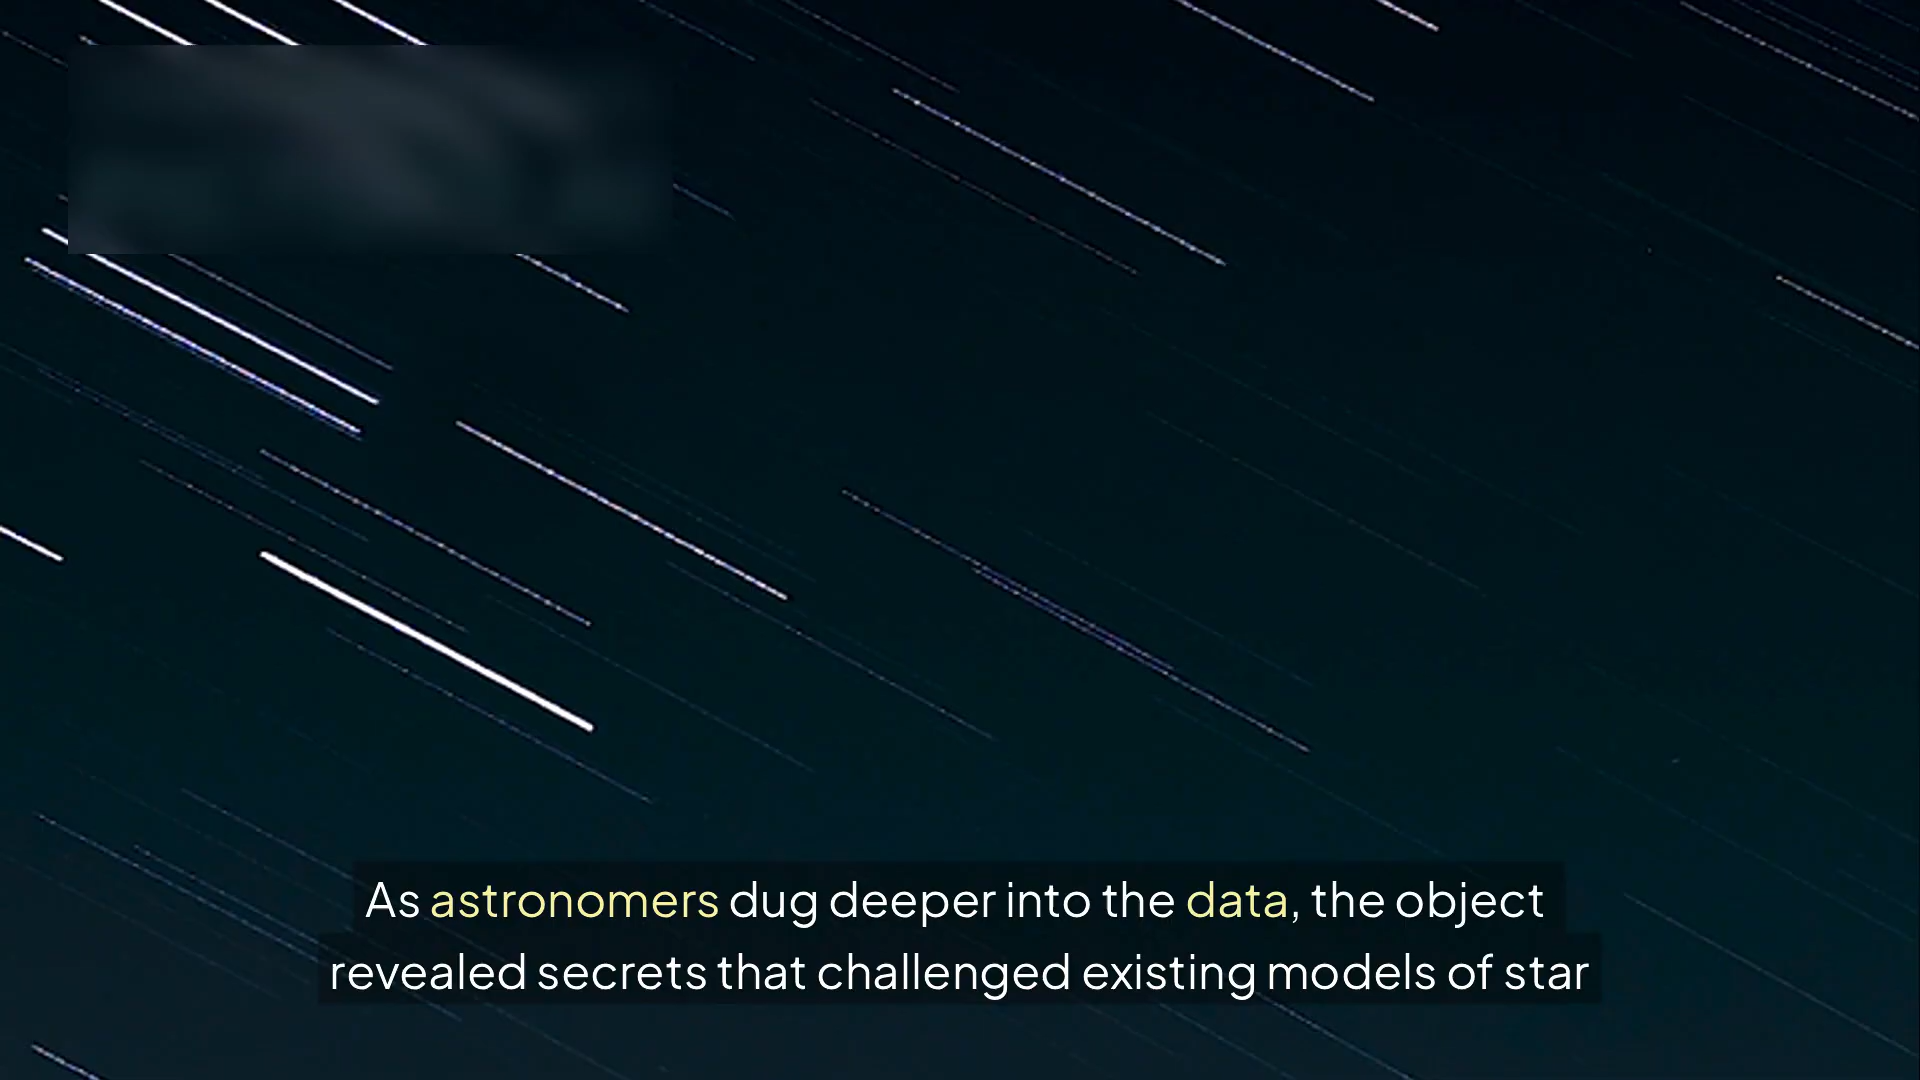 As astronomers dug deeper into the data, the object
revealed secrets that challenged existing models of star